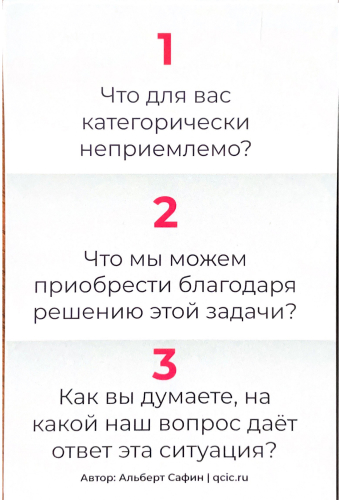 1
Что для вас
категорически
неприемлемо?
2
Что мы можем
приобрести благодаря
решению этой задачи?
3
Как вы думаете, на
какой наш вопрос даёт
ответ эта ситуация?
Автор: Альберт Сафин | qcic.ru